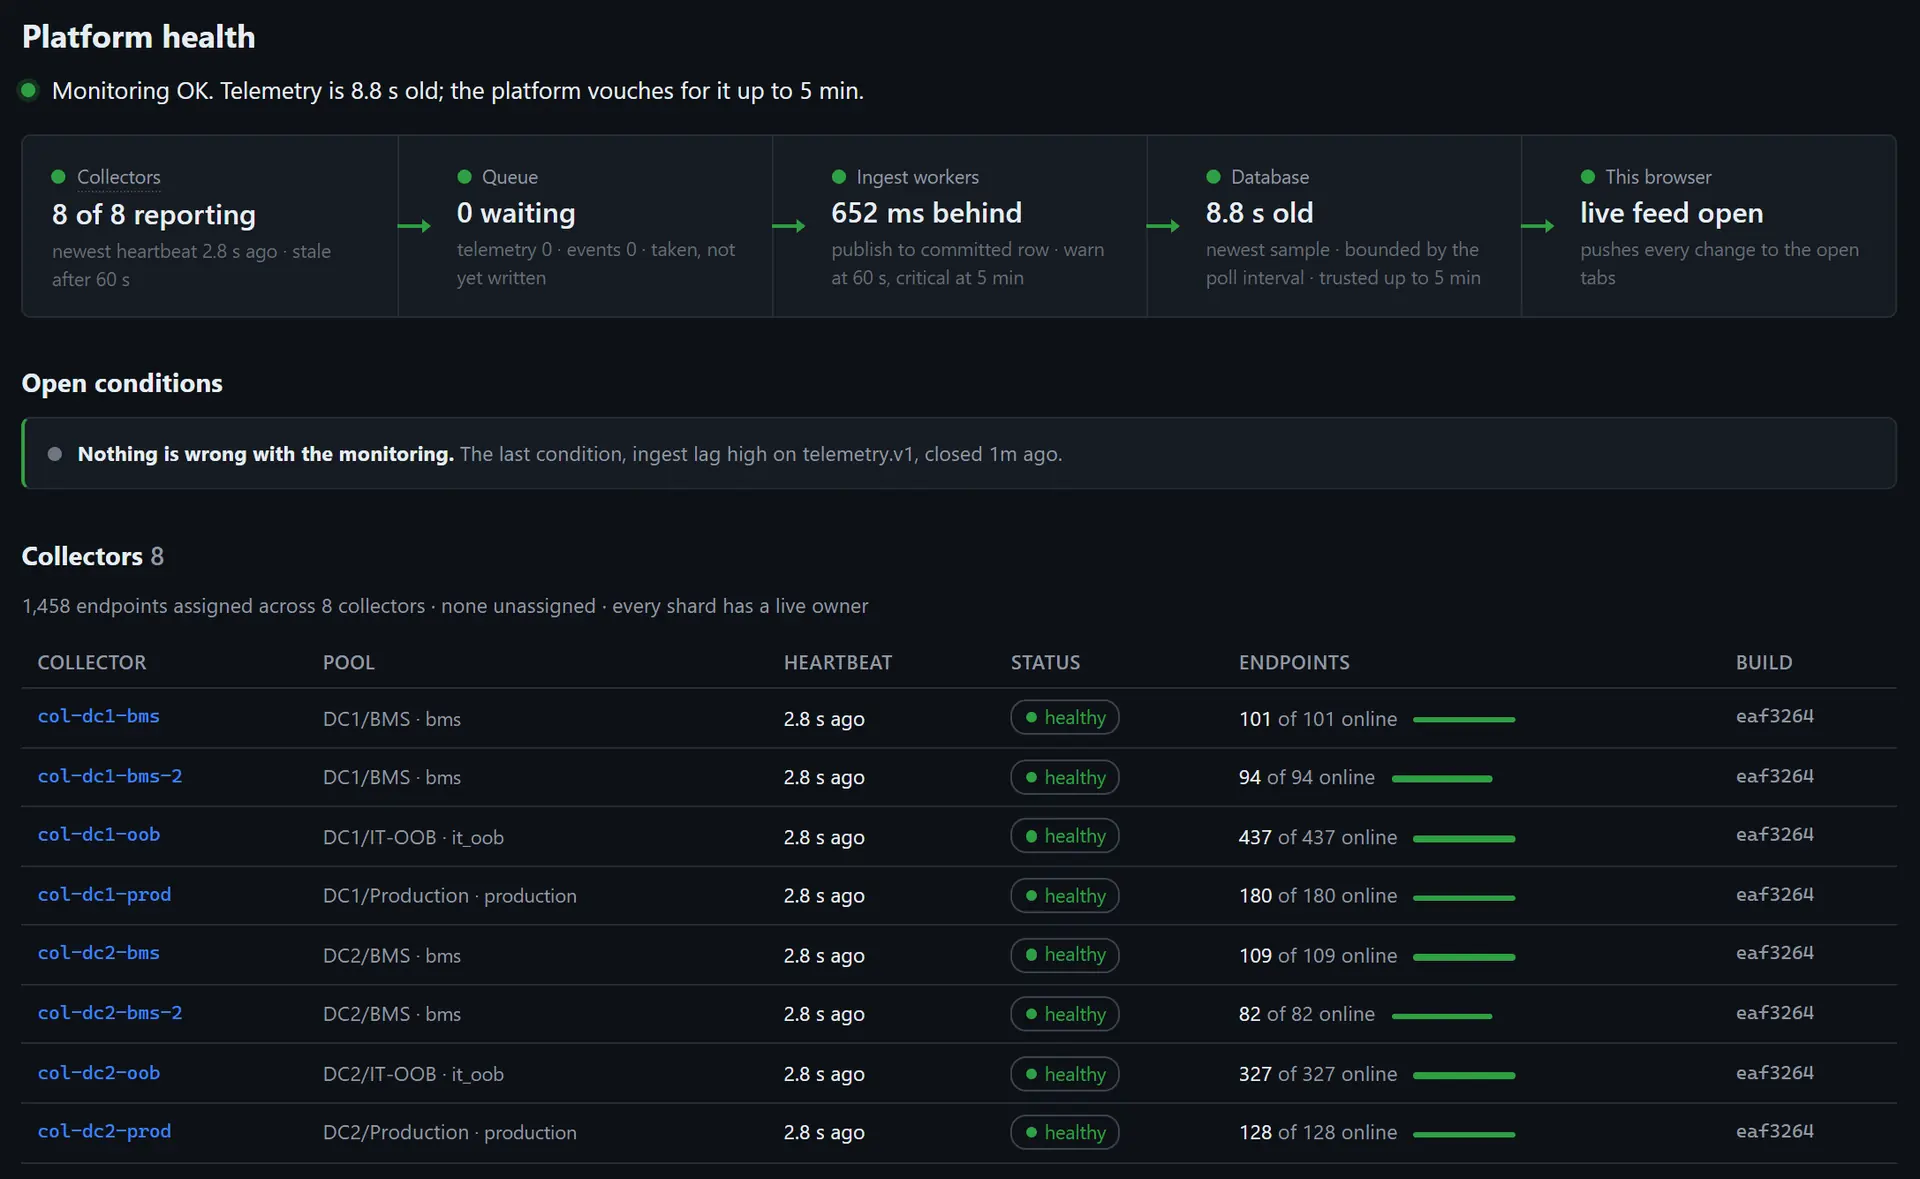 Platform health
Monitoring OK. Telemetry is 8.8 s old; the platform vouches for it up to 5 min.
Collectors
8 of 8 reporting
newest heartbeat 2.8 s ago · stale
after 60 s
Queue
0 waiting
telemetry 0 · events 0 · taken, not
yet written
Ingest workers
652 ms behind
publish to committed row · warn
at 60 s, critical at 5 min
Database
8.8 s old
newest sample · bounded by the
poll interval · trusted up to 5 min
This browser
live feed open
pushes every change to the open
tabs
Open conditions
Nothing is wrong with the monitoring. The last condition, ingest lag high on telemetry.v1, closed 1m ago.
Collectors 8
1,458 endpoints assigned across 8 collectors · none unassigned · every shard has a live owner
COLLECTOR POOL HEARTBEAT STATUS ENDPOINTS BUILD
col-dc1-bms DC1/BMS · bms 2.8 s ago healthy 101 of 101 online eaf3264
col-dc1-bms-2 DC1/BMS · bms 2.8 s ago healthy 94 of 94 online eaf3264
col-dc1-oob DC1/IT-OOB · it_oob 2.8 s ago healthy 437 of 437 online eaf3264
col-dc1-prod DC1/Production · production 2.8 s ago healthy 180 of 180 online eaf3264
col-dc2-bms DC2/BMS · bms 2.8 s ago healthy 109 of 109 online eaf3264
col-dc2-bms-2 DC2/BMS · bms 2.8 s ago healthy 82 of 82 online eaf3264
col-dc2-oob DC2/IT-OOB · it_oob 2.8 s ago healthy 327 of 327 online eaf3264
col-dc2-prod DC2/Production · production 2.8 s ago healthy 128 of 128 online eaf3264